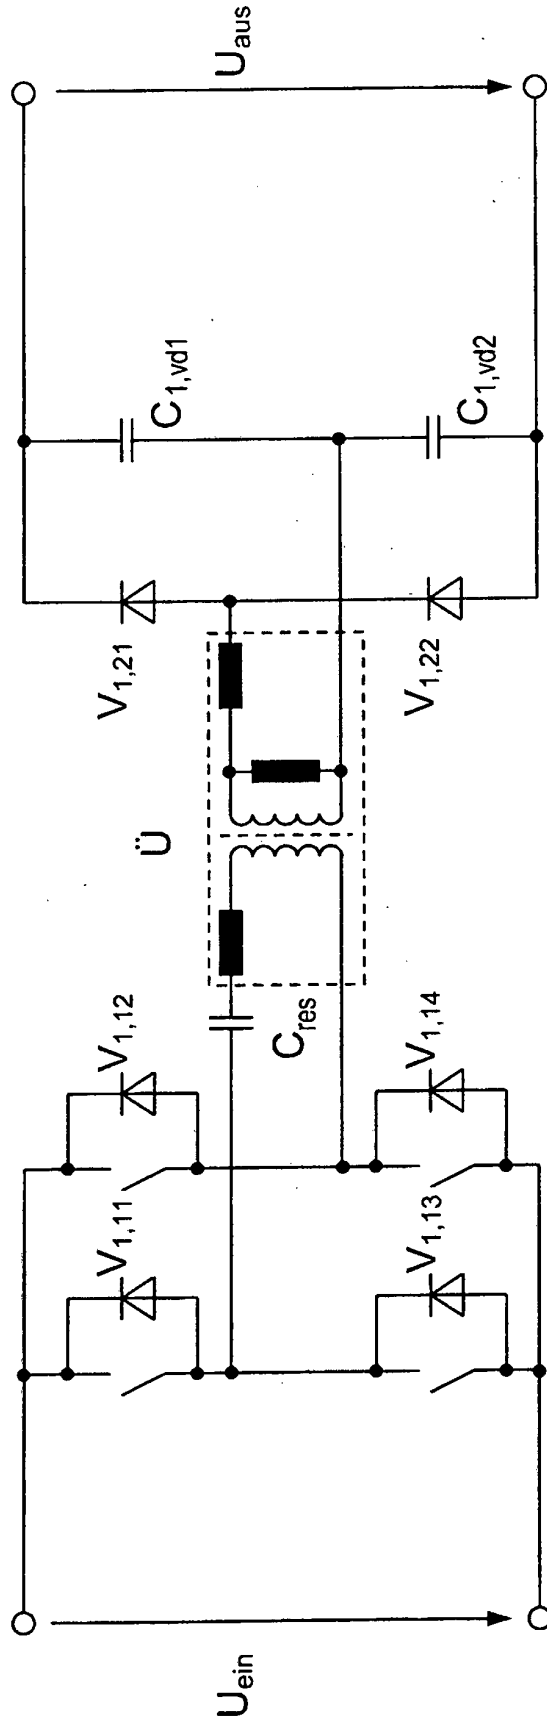 U_ein
V_1,11
V_1,12
V_1,13
V_1,14
C_res
Ü
V_1,21
V_1,22
C_1,vd1
C_1,vd2
U_aus